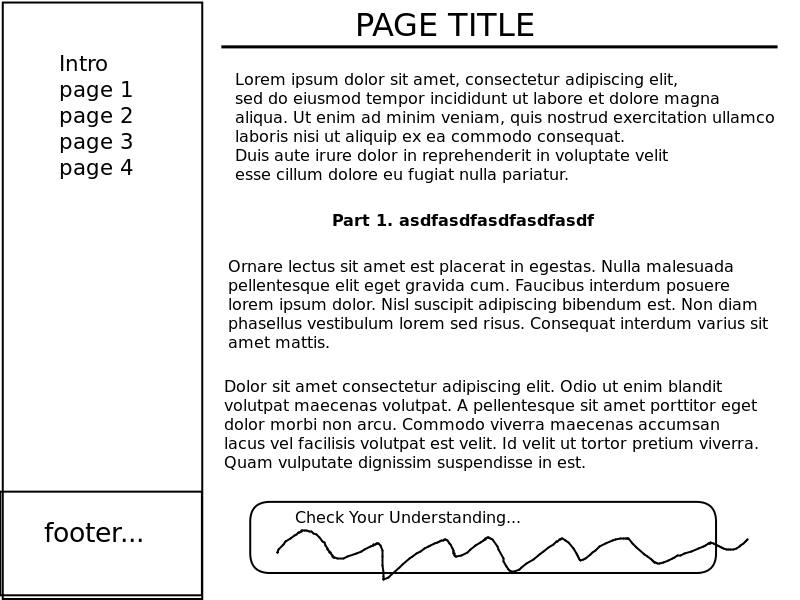 Intro
page 1
page 2
page 3
page 4
footer...
PAGE TITLE
Lorem ipsum dolor sit amet, consectetur adipiscing elit,
sed do eiusmod tempor incididunt ut labore et dolore magna
aliqua. Ut enim ad minim veniam, quis nostrud exercitation ullamco
laboris nisi ut aliquip ex ea commodo consequat.
Duis aute irure dolor in reprehenderit in voluptate velit
esse cillum dolore eu fugiat nulla pariatur.
Part 1. asdfasdfasdfasdfasdf
Ornare lectus sit amet est placerat in egestas. Nulla malesuada
pellentesque elit eget gravida cum. Faucibus interdum posuere
lorem ipsum dolor. Nisl suscipit adipiscing bibendum est. Non diam
phasellus vestibulum lorem sed risus. Consequat interdum varius sit
amet mattis.
Dolor sit amet consectetur adipiscing elit. Odio ut enim blandit
volutpat maecenas volutpat. A pellentesque sit amet porttitor eget
dolor morbi non arcu. Commodo viverra maecenas accumsan
lacus vel facilisis volutpat est velit. Id velit ut tortor pretium viverra.
Quam vulputate dignissim suspendisse in est.
Check Your Understanding...